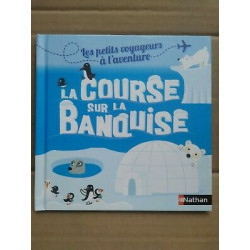 Les petits voyageurs
à l'aventure
LA COURSE
SUR LA
BANQUISE
Nathan